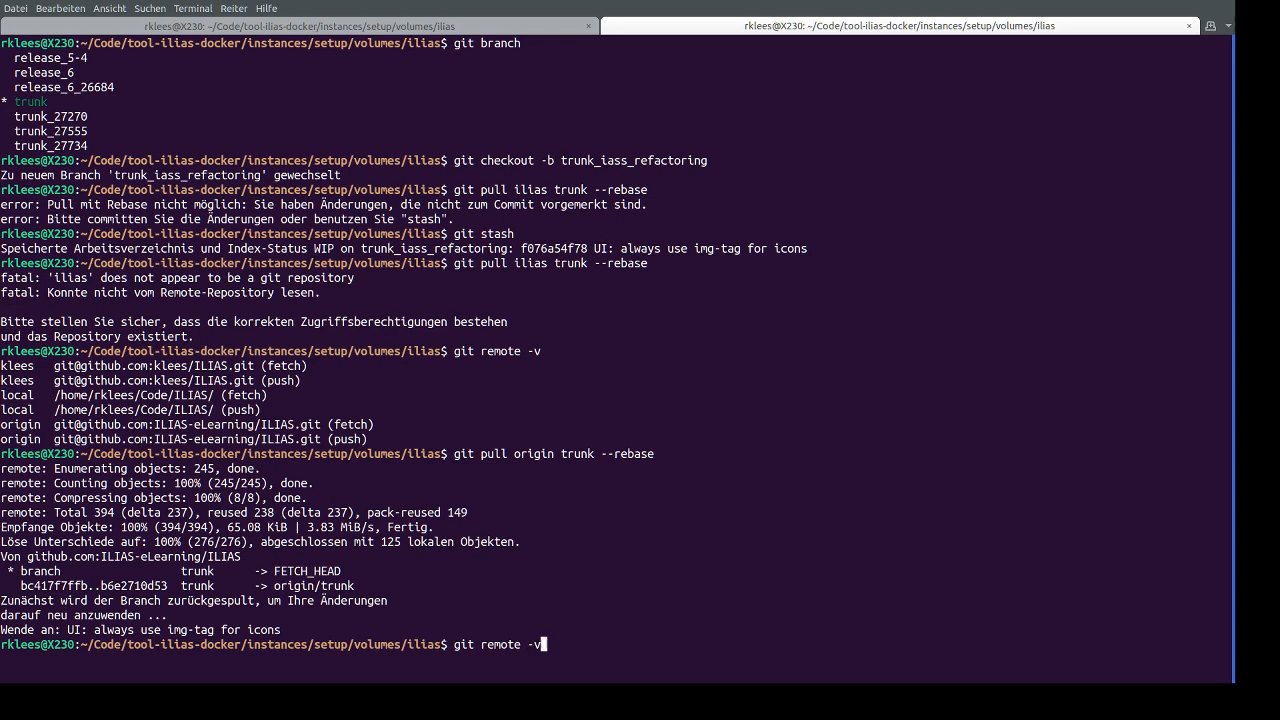 Datei Bearbeiten Ansicht Suchen Terminal Reiter Hilfe
rklees@X230: ~/Code/tool-ilias-docker/instances/setup/volumes/ilias × rklees@X230: ~/Code/tool-ilias-docker/instances/setup/volumes/ilias ×
rklees@X230:~/Code/tool-ilias-docker/instances/setup/volumes/ilias$ git branch
release_5-4
release_6
release_6_26684
* trunk
trunk_27270
trunk_27555
trunk_27734
rklees@X230:~/Code/tool-ilias-docker/instances/setup/volumes/ilias$ git checkout -b trunk_iass_refactoring
Zu neuem Branch 'trunk_iass_refactoring' gewechselt
rklees@X230:~/Code/tool-ilias-docker/instances/setup/volumes/ilias$ git pull ilias trunk --rebase
error: Pull mit Rebase nicht möglich: Sie haben Änderungen, die nicht zum Commit vorgemerkt sind.
error: Bitte committen Sie die Änderungen oder benutzen Sie "stash".
rklees@X230:~/Code/tool-ilias-docker/instances/setup/volumes/ilias$ git stash
Speicherte Arbeitsverzeichnis und Index-Status WIP on trunk_iass_refactoring: f076a54f78 UI: always use img-tag for icons
rklees@X230:~/Code/tool-ilias-docker/instances/setup/volumes/ilias$ git pull ilias trunk --rebase
fatal: 'ilias' does not appear to be a git repository
fatal: Konnte nicht vom Remote-Repository lesen.
Bitte stellen Sie sicher, dass die korrekten Zugriffsberechtigungen bestehen
und das Repository existiert.
rklees@X230:~/Code/tool-ilias-docker/instances/setup/volumes/ilias$ git remote -v
klees git@github.com:klees/ILIAS.git (fetch)
klees git@github.com:klees/ILIAS.git (push)
local /home/rklees/Code/ILIAS/ (fetch)
local /home/rklees/Code/ILIAS/ (push)
origin git@github.com:ILIAS-eLearning/ILIAS.git (fetch)
origin git@github.com:ILIAS-eLearning/ILIAS.git (push)
rklees@X230:~/Code/tool-ilias-docker/instances/setup/volumes/ilias$ git pull origin trunk --rebase
remote: Enumerating objects: 245, done.
remote: Counting objects: 100% (245/245), done.
remote: Compressing objects: 100% (8/8), done.
remote: Total 394 (delta 237), reused 238 (delta 237), pack-reused 149
Empfange Objekte: 100% (394/394), 65.08 KiB | 3.83 MiB/s, Fertig.
Löse Unterschiede auf: 100% (276/276), abgeschlossen mit 125 lokalen Objekten.
Von github.com:ILIAS-eLearning/ILIAS
* branch trunk -> FETCH_HEAD
bc417f7ffb..b6e2710d53 trunk -> origin/trunk
Zunächst wird der Branch zurückgespult, um Ihre Änderungen
darauf neu anzuwenden ...
Wende an: UI: always use img-tag for icons
rklees@X230:~/Code/tool-ilias-docker/instances/setup/volumes/ilias$ git remote -v